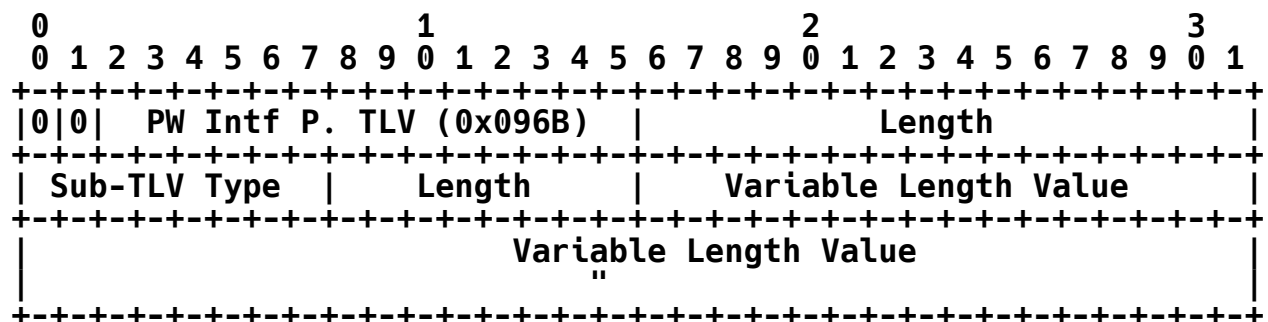 0                   1                   2                   3
 0 1 2 3 4 5 6 7 8 9 0 1 2 3 4 5 6 7 8 9 0 1 2 3 4 5 6 7 8 9 0 1
+-+-+-+-+-+-+-+-+-+-+-+-+-+-+-+-+-+-+-+-+-+-+-+-+-+-+-+-+-+-+-+-+
|0|0|  PW Intf P. TLV (0x096B)  |            Length             |
+-+-+-+-+-+-+-+-+-+-+-+-+-+-+-+-+-+-+-+-+-+-+-+-+-+-+-+-+-+-+-+-+
| Sub-TLV Type  |    Length     |    Variable Length Value      |
+-+-+-+-+-+-+-+-+-+-+-+-+-+-+-+-+-+-+-+-+-+-+-+-+-+-+-+-+-+-+-+-+
|                         Variable Length Value                 |
|                             "                                 |
+-+-+-+-+-+-+-+-+-+-+-+-+-+-+-+-+-+-+-+-+-+-+-+-+-+-+-+-+-+-+-+-+